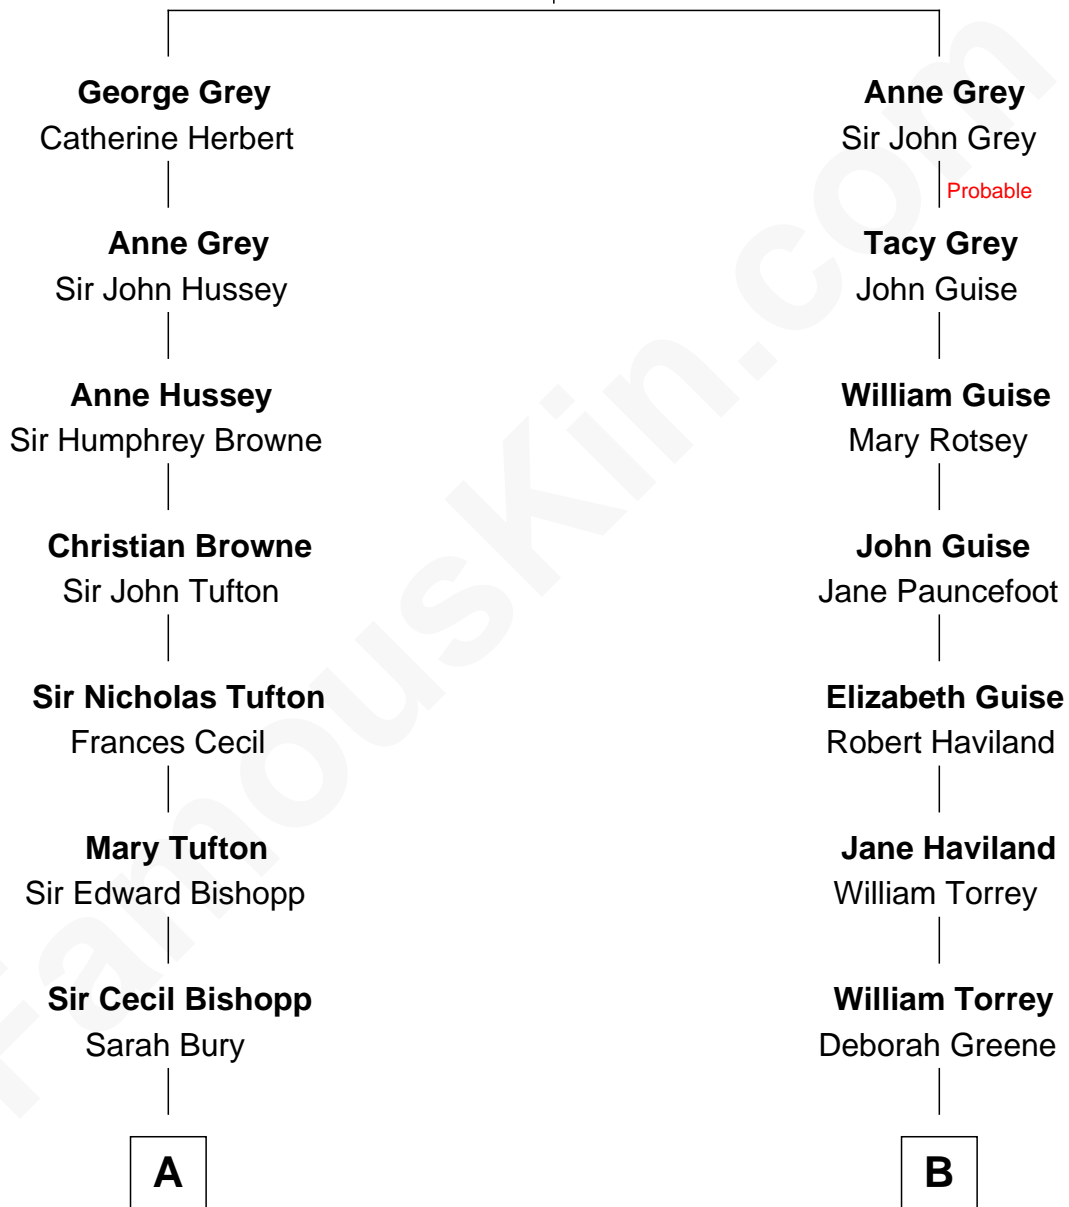 George Grey
Catherine Herbert
Anne Grey
Sir John Hussey
Anne Hussey
Sir Humphrey Browne
Christian Browne
Sir John Tufton
Sir Nicholas Tufton
Frances Cecil
Mary Tufton
Sir Edward Bishopp
Sir Cecil Bishopp
Sarah Bury
A
Anne Grey
Sir John Grey
Probable
Tacy Grey
John Guise
William Guise
Mary Rotsey
John Guise
Jane Pauncefoot
Elizabeth Guise
Robert Haviland
Jane Haviland
William Torrey
William Torrey
Deborah Greene
B
FamousKin.com